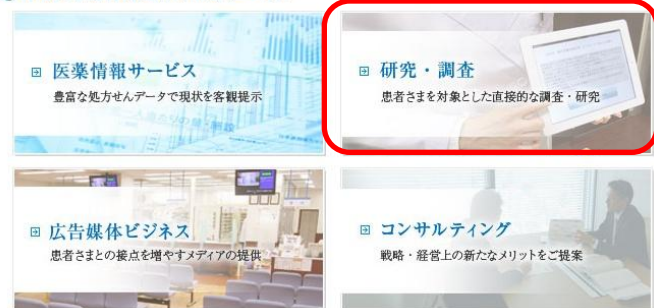 医薬情報サービス
豊富な処方せんデータで現状を客観提示
研究・調査
患者さまを対象とした直接的な調査・研究
広告媒体ビジネス
患者さまとの接点を増やすメディアの提供
コンサルティング
戦略・経営上の新たなメリットをご提案